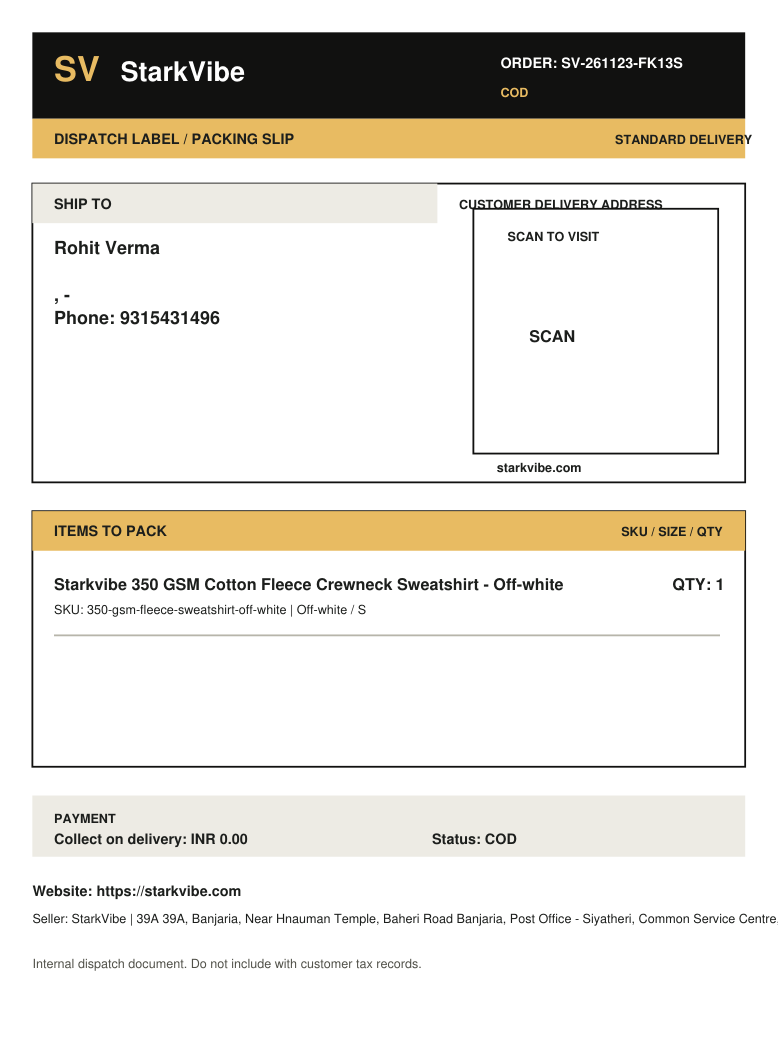 SV StarkVibe
ORDER: SV-261123-FK13S
COD
DISPATCH LABEL / PACKING SLIP
STANDARD DELIVERY
SHIP TO
CUSTOMER DELIVERY ADDRESS
Rohit Verma
, -
Phone: 9315431496
SCAN TO VISIT
SCAN
starkvibe.com
ITEMS TO PACK
SKU / SIZE / QTY
Starkvibe 350 GSM Cotton Fleece Crewneck Sweatshirt - Off-white
QTY: 1
SKU: 350-gsm-fleece-sweatshirt-off-white | Off-white / S
PAYMENT
Collect on delivery: INR 0.00
Status: COD
Website: https://starkvibe.com
Seller: StarkVibe | 39A 39A, Banjaria, Near Hnauman Temple, Baheri Road Banjaria, Post Office - Siyatheri, Common Service Centre,
Internal dispatch document. Do not include with customer tax records.